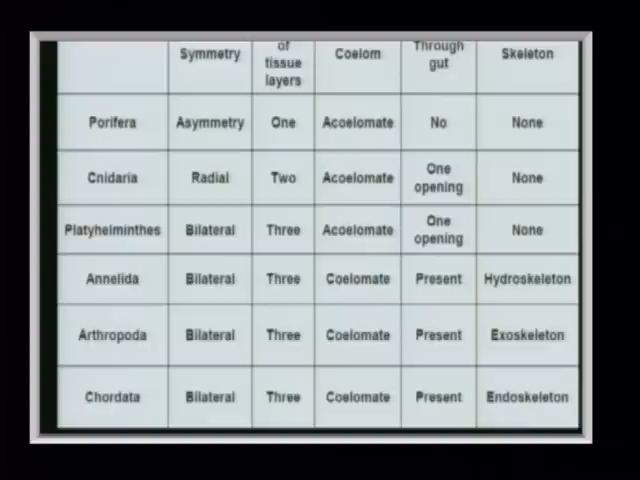 Symmetry of tissue layers Coelom Through gut Skeleton
Porifera Asymmetry One Acoelomate No None
Cnidaria Radial Two Acoelomate One opening None
Platyhelminthes Bilateral Three Acoelomate One opening None
Annelida Bilateral Three Coelomate Present Hydroskeleton
Arthropoda Bilateral Three Coelomate Present Exoskeleton
Chordata Bilateral Three Coelomate Present Endoskeleton